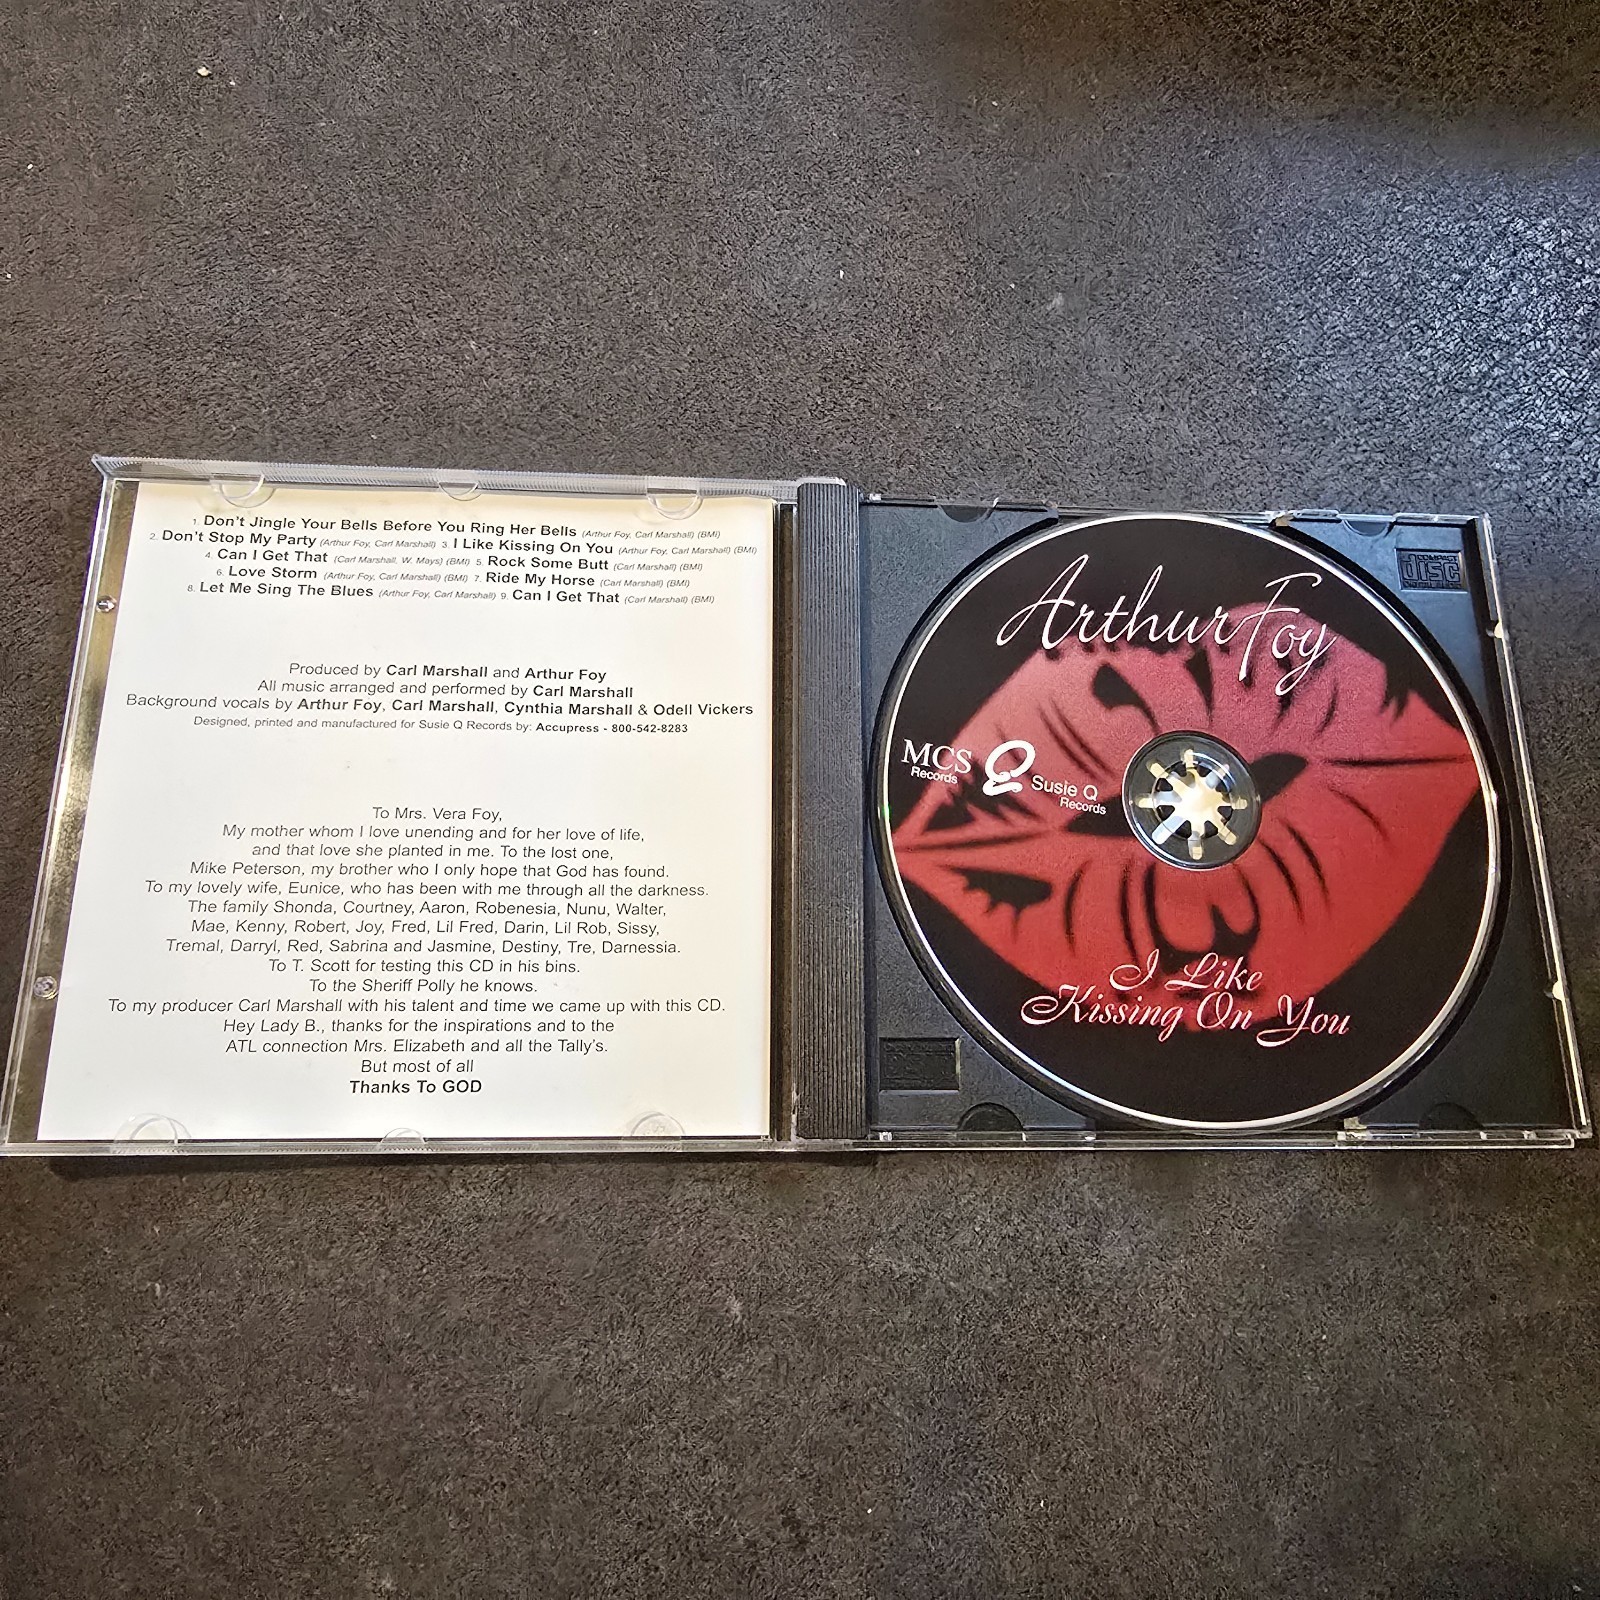 1. Don't Jingle Your Bells Before You Ring Her Bells (Arthur Foy, Carl Marshall) (BMI)
2. Don't Stop My Party (Arthur Foy, Carl Marshall) 3. I Like Kissing On You (Arthur Foy, Carl Marshall) (BMI)
4. Can I Get That (Carl Marshall, W. Mays) (BMI) 5. Rock Some Butt (Carl Marshall) (BMI)
6. Love Storm (Arthur Foy, Carl Marshall) (BMI) 7. Ride My Horse (Carl Marshall) (BMI)
8. Let Me Sing The Blues (Arthur Foy, Carl Marshall) 9. Can I Get That (Carl Marshall) (BMI)
Produced by Carl Marshall and Arthur Foy
All music arranged and performed by Carl Marshall
Background vocals by Arthur Foy, Carl Marshall, Cynthia Marshall & Odell Vickers
Designed, printed and manufactured for Susie Q Records by: Accupress - 800-542-8283
To Mrs. Vera Foy,
My mother whom I love unending and for her love of life,
and that love she planted in me. To the lost one,
Mike Peterson, my brother who I only hope that God has found.
To my lovely wife, Eunice, who has been with me through all the darkness.
The family Shonda, Courtney, Aaron, Robenesia, Nunu, Walter,
Mae, Kenny, Robert, Joy, Fred, Lil Fred, Darin, Lil Rob, Sissy,
Tremal, Darryl, Red, Sabrina and Jasmine, Destiny, Tre, Darnessia.
To T. Scott for testing this CD in his bins.
To the Sheriff Polly he knows.
To my producer Carl Marshall with his talent and time we came up with this CD.
Hey Lady B., thanks for the inspirations and to the
ATL connection Mrs. Elizabeth and all the Tally's.
But most of all
Thanks To GOD
Arthur Foy
MCS
Records
Q
Susie Q
Records
I Like
Kissing On You
COMPACT
disc